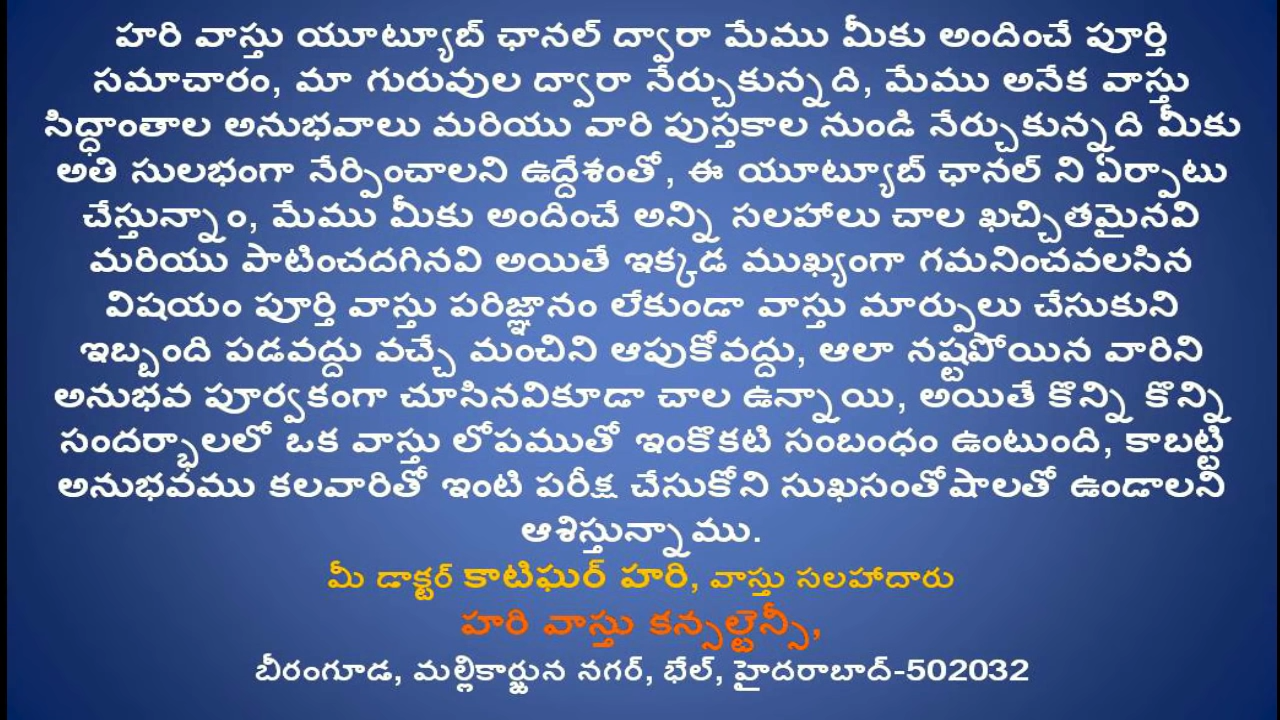 హరి వాస్తు యూట్యూబ్ ఛానల్ ద్వారా మేము మీకు అందించే పూర్తి
సమాచారం, మా గురువుల ద్వారా నేర్చుకున్నది, మేము అనేక వాస్తు
సిద్ధాంతాల అనుభవాలు మరియు వారి పుస్తకాల నుండి నేర్చుకున్నది మీకు
అతి సులభంగా నేర్పించాలని ఉద్దేశంతో, ఈ యూట్యూబ్ ఛానల్ ని ఏర్పాటు
చేస్తున్నాం, మేము మీకు అందించే అన్ని సలహాలు చాల ఖచ్చితమైనవి
మరియు పాటించదగినవి అయితే ఇక్కడ ముఖ్యంగా గమనించవలసిన
విషయం పూర్తి వాస్తు పరిజ్ఞానం లేకుండా వాస్తు మార్పులు చేసుకుని
ఇబ్బంది పడవద్దు వచ్చే మంచిని ఆపుకోవద్దు, ఆలా నష్టపోయిన వారిని
అనుభవ పూర్వకంగా చూసినవికూడా చాల ఉన్నాయి, అయితే కొన్ని కొన్ని
సందర్భాలలో ఒక వాస్తు లోపముతో ఇంకొకటి సంబంధం ఉంటుంది, కాబట్టి
అనుభవము కలవారితో ఇంటి పరీక్ష చేసుకోని సుఖసంతోషాలతో ఉండాలని
ఆశిస్తున్నాము.
మీ డాక్టర్ కాటిఘర్ హరి, వాస్తు సలహాదారు
హరి వాస్తు కన్సల్టెన్సీ,
బీరంగూడ, మల్లికార్జున నగర్, భేల్, హైదరాబాద్-502032